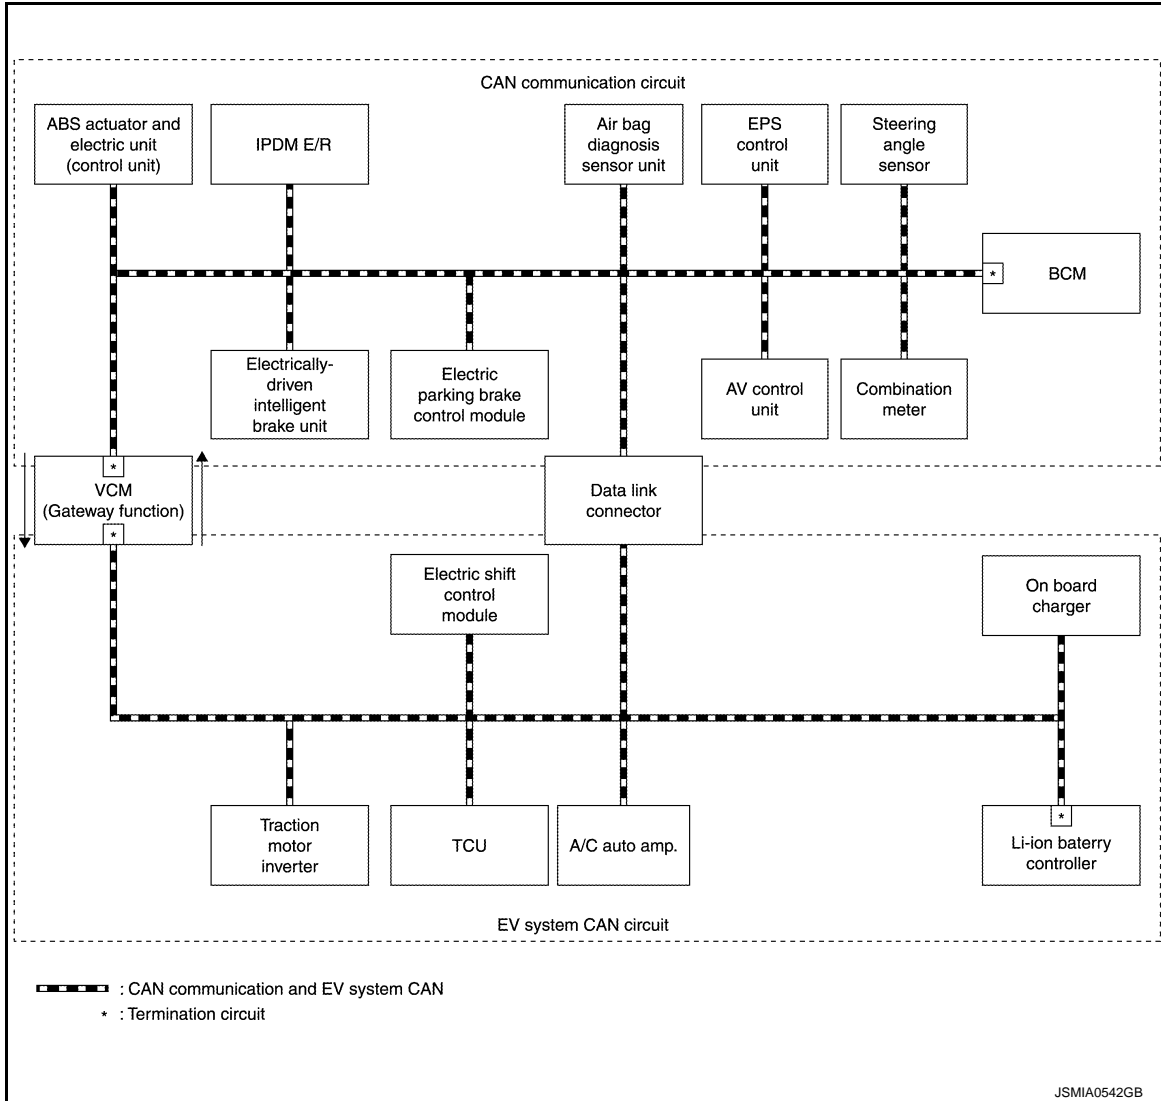 CAN communication circuit
ABS actuator and
electric unit
(control unit)
IPDM E/R
Air bag
diagnosis
sensor unit
EPS
control
unit
Steering
angle
sensor
*
BCM
Electrically-
driven
intelligent
brake unit
Electric
parking brake
control module
AV control
unit
Combination
meter
*
VCM
(Gateway function)
*
Data link
connector
Electric shift
control
module
On board
charger
Traction
motor
inverter
TCU
A/C auto amp.
*
Li-ion baterry
controller
EV system CAN circuit
: CAN communication and EV system CAN
* : Termination circuit
JSMIA0542GB